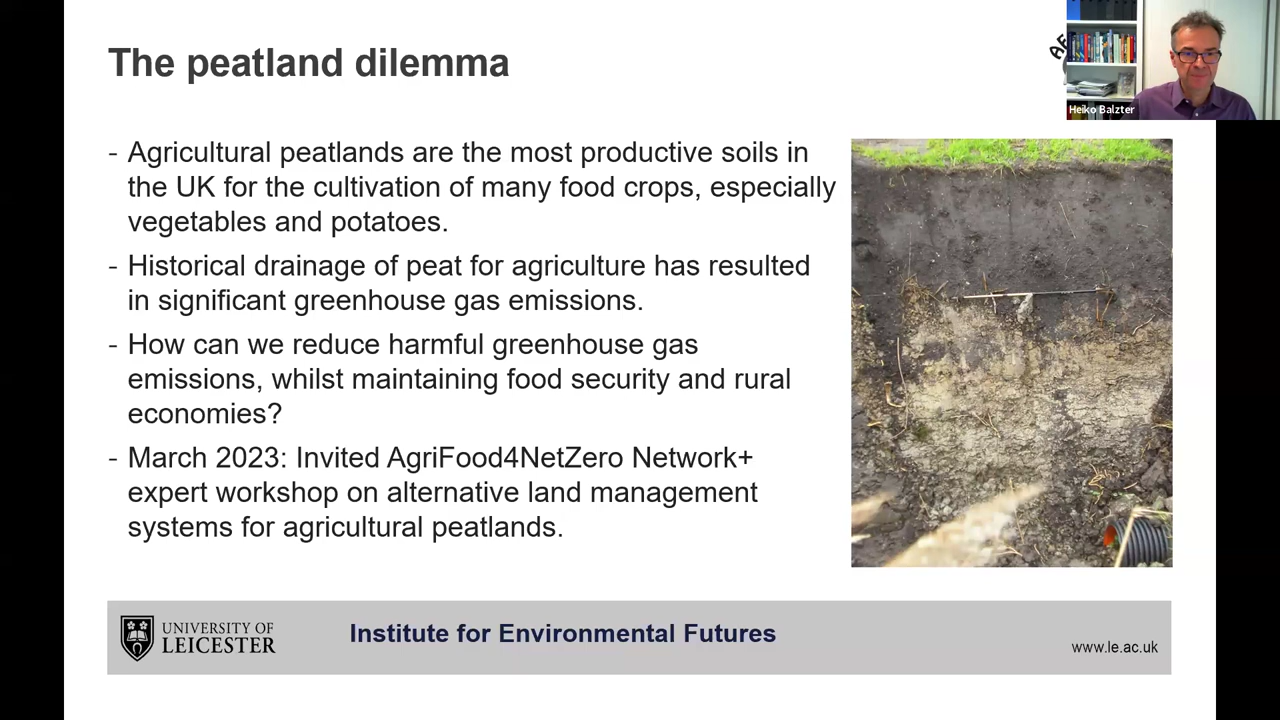 The peatland dilemma
AF
Heiko Balzter
- Agricultural peatlands are the most productive soils in
the UK for the cultivation of many food crops, especially
vegetables and potatoes.
- Historical drainage of peat for agriculture has resulted
in significant greenhouse gas emissions.
- How can we reduce harmful greenhouse gas
emissions, whilst maintaining food security and rural
economies?
- March 2023: Invited AgriFood4NetZero Network+
expert workshop on alternative land management
systems for agricultural peatlands.
UNIVERSITY OF
LEICESTER
Institute for Environmental Futures
www.le.ac.uk